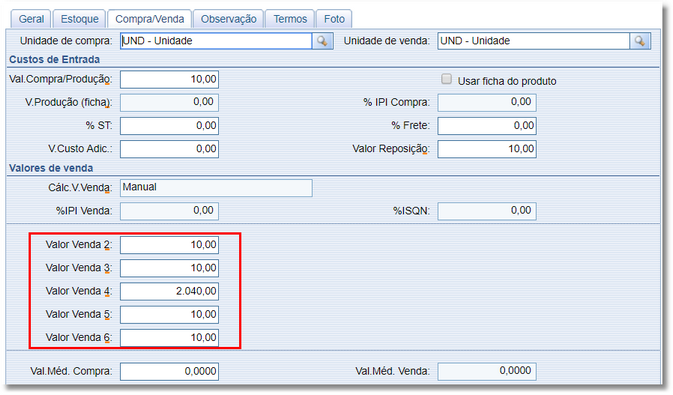 Geral Estoque Compra/Venda Observação Termos Foto
Unidade de compra: UND - Unidade Unidade de venda: UND - Unidade
Custos de Entrada
Val.Compra/Produção: 10,00 Usar ficha do produto
V.Produção (ficha): 0,00 % IPI Compra: 0,00
% ST: 0,00 % Frete: 0,00
V.Custo Adic.: 0,00 Valor Reposição: 10,00
Valores de venda
Cálc.V.Venda: Manual
%IPI Venda: 0,00 %ISQN: 0,00
Valor Venda 2: 10,00
Valor Venda 3: 10,00
Valor Venda 4: 2.040,00
Valor Venda 5: 10,00
Valor Venda 6: 10,00
Val.Méd. Compra: 0,0000 Val.Méd. Venda: 0,0000